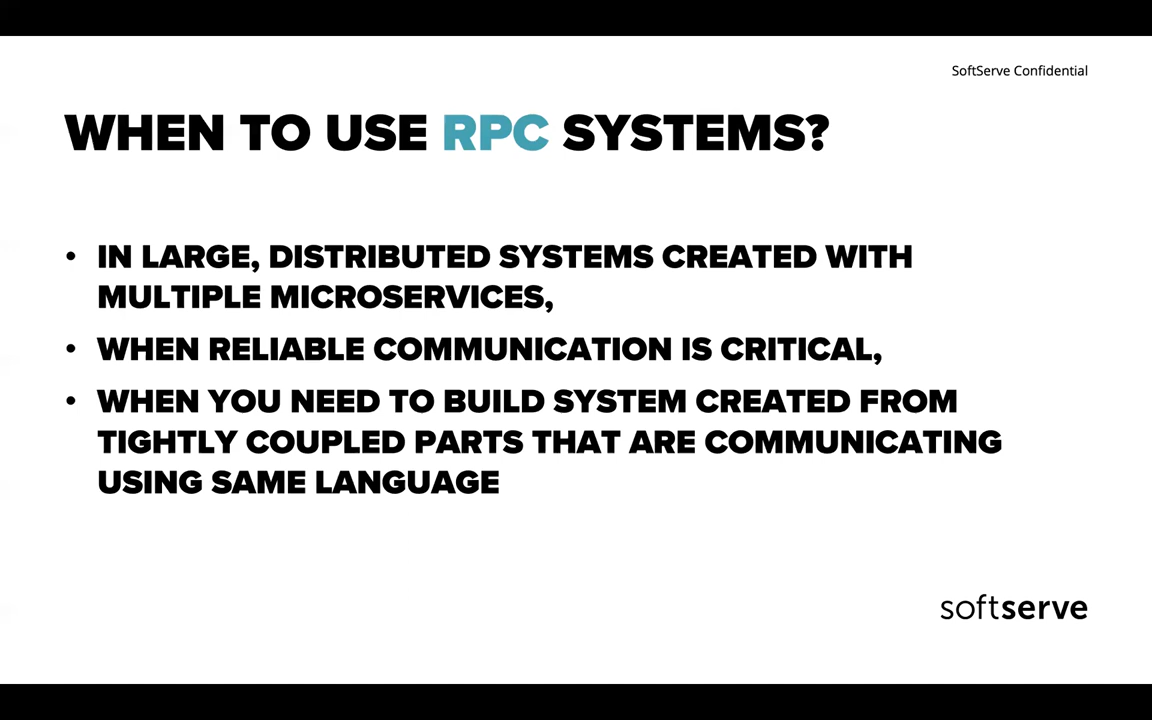 SoftServe Confidential
WHEN TO USE RPC SYSTEMS?
• IN LARGE, DISTRIBUTED SYSTEMS CREATED WITH
MULTIPLE MICROSERVICES,
• WHEN RELIABLE COMMUNICATION IS CRITICAL,
• WHEN YOU NEED TO BUILD SYSTEM CREATED FROM
TIGHTLY COUPLED PARTS THAT ARE COMMUNICATING
USING SAME LANGUAGE
softserve